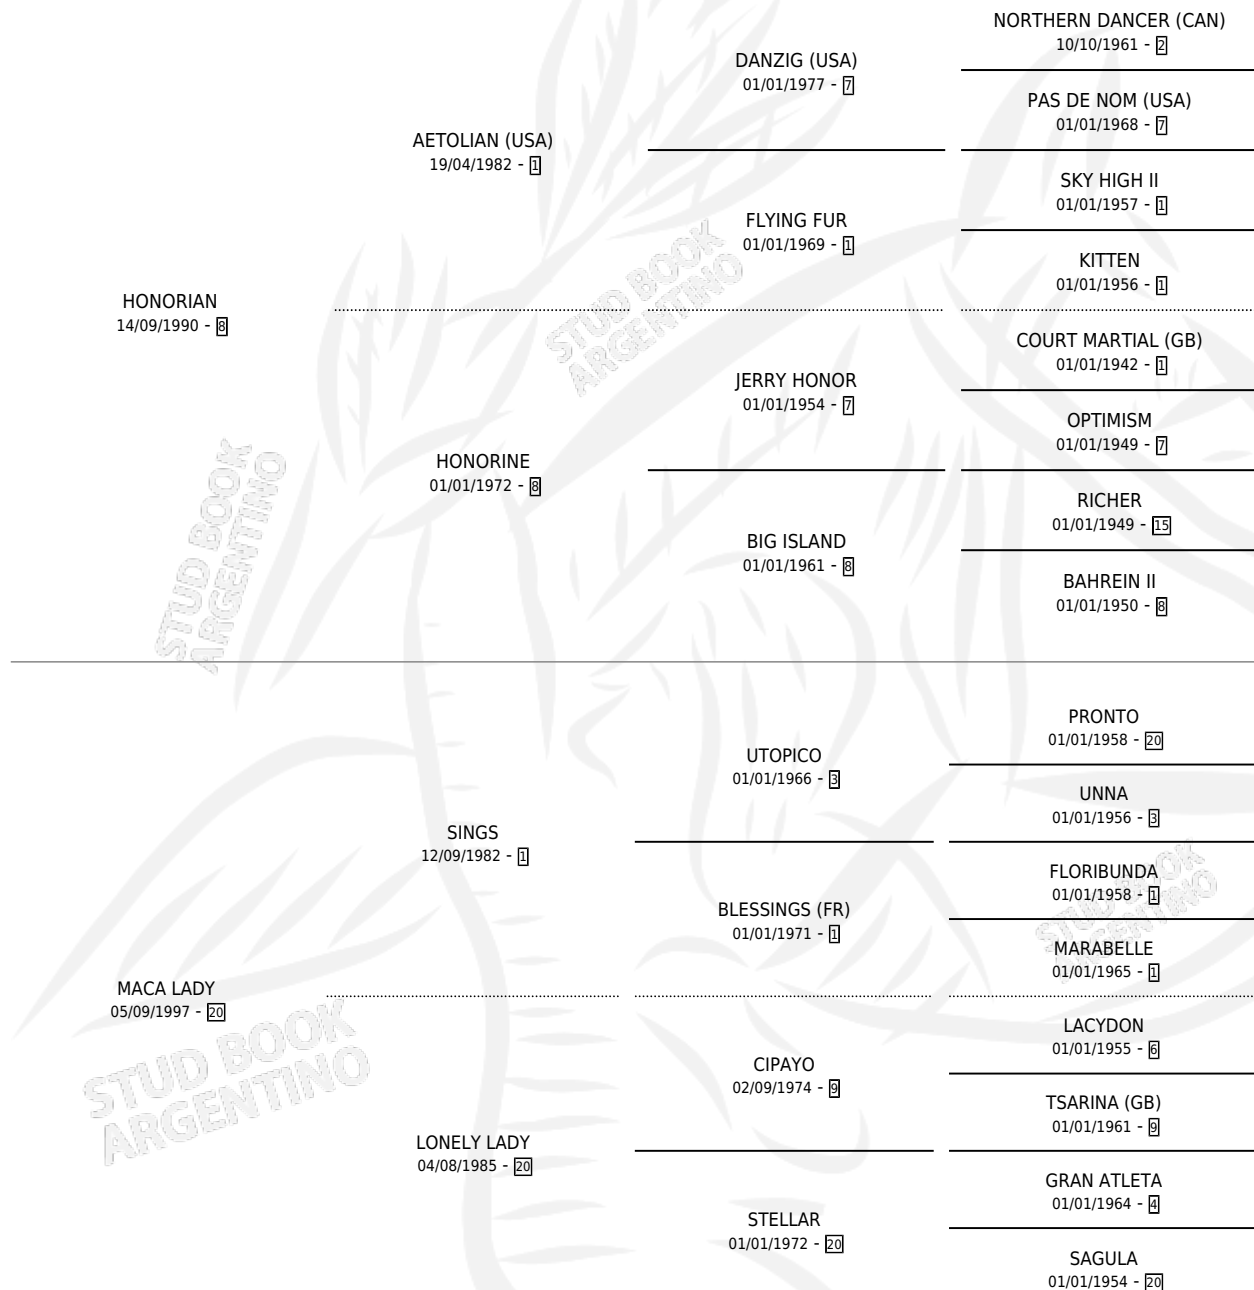 NORTHERN DANCER (CAN)
10/10/1961 - 2
DANZIG (USA)
01/01/1977 - 7
PAS DE NOM (USA)
01/01/1968 - 7
AETOLIAN (USA)
19/04/1982 - 1
SKY HIGH II
01/01/1957 - 1
FLYING FUR
01/01/1969 - 1
KITTEN
01/01/1956 - 1
HONORIAN
14/09/1990 - 8
COURT MARTIAL (GB)
01/01/1942 - 1
JERRY HONOR
01/01/1954 - 7
OPTIMISM
01/01/1949 - 7
HONORINE
01/01/1972 - 8
RICHER
01/01/1949 - 15
BIG ISLAND
01/01/1961 - 8
BAHREIN II
01/01/1950 - 8
PRONTO
01/01/1958 - 20
UTOPICO
01/01/1966 - 3
UNNA
01/01/1956 - 3
SINGS
12/09/1982 - 1
FLORIBUNDA
01/01/1958 - 1
BLESSINGS (FR)
01/01/1971 - 1
MARABELLE
01/01/1965 - 1
MACA LADY
05/09/1997 - 20
LACYDON
01/01/1955 - 6
CIPAYO
02/09/1974 - 9
TSARINA (GB)
01/01/1961 - 9
LONELY LADY
04/08/1985 - 20
GRAN ATLETA
01/01/1964 - 4
STELLAR
01/01/1972 - 20
SAGULA
01/01/1954 - 20
STUD BOOK
ARGENTINO
STUD BOOK
ARGENTINO
STUD BOOK
ARGENTINO
STUD BOOK
ARGENTINO